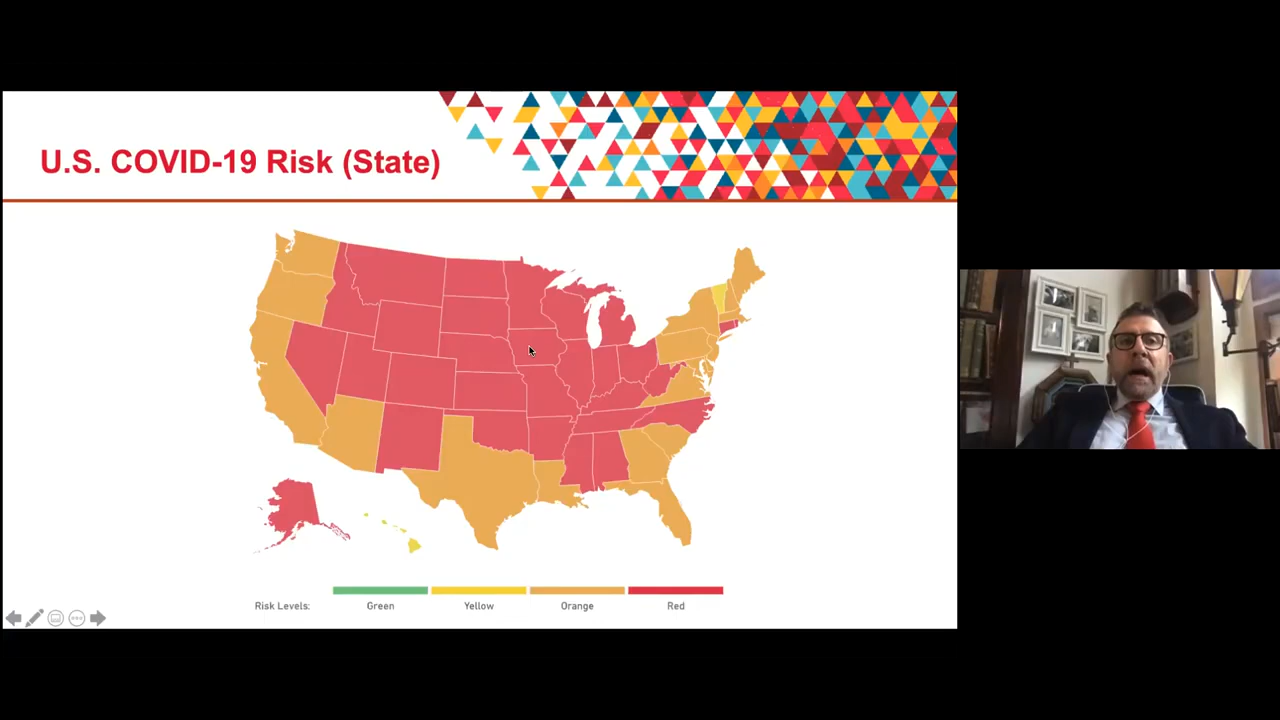 U.S. COVID-19 Risk (State)
Risk Levels: Green Yellow Orange Red